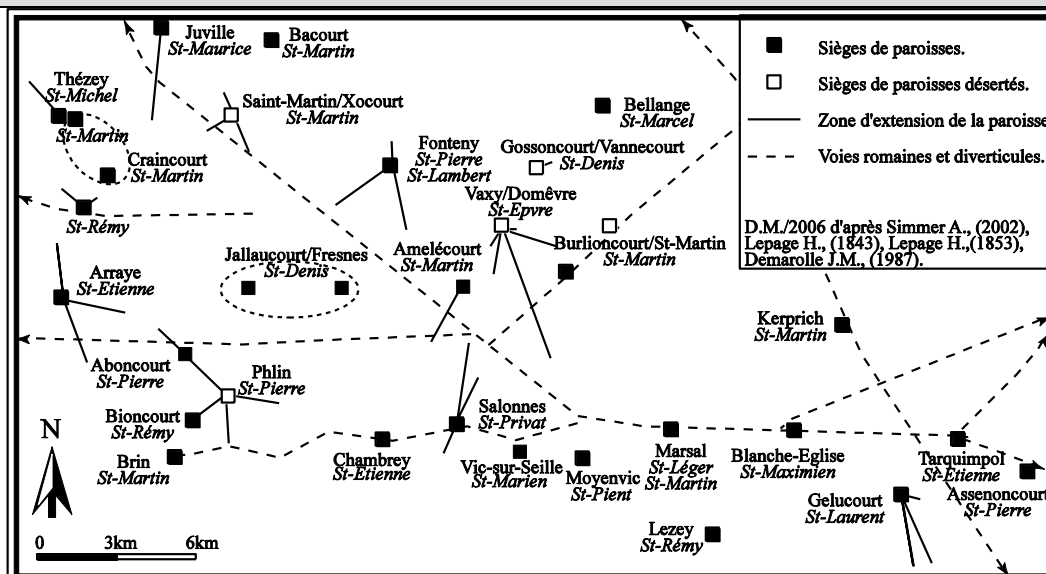 Juville
St-Maurice
Bacourt
St-Martin
Thézey
St-Michel
St-Martin
Craincourt
St-Martin
St-Rémy
Saint-Martin/Xocourt
St-Martin
Fonteny
St-Pierre
St-Lambert
Bellange
St-Marcel
Gossoncourt/Vannecourt
St-Denis
Vaxy/Domêvre
St-Epvre
Burlioncourt/St-Martin
St-Martin
Amelécourt
St-Martin
Jallaucourt/Fresnes
St-Denis
Arraye
St-Etienne
Aboncourt
St-Pierre
Phlin
St-Pierre
Bioncourt
St-Rémy
Brin
St-Martin
Chambrey
St-Etienne
Salonnes
St-Privat
Vic-sur-Seille
St-Marien
Moyenvic
St-Pient
Marsal
St-Léger
St-Martin
Blanche-Eglise
St-Maximien
Kerprich
St-Martin
Tarquimpol
St-Etienne
Assenoncourt
St-Pierre
Gelucourt
St-Laurent
Lezey
St-Rémy
Sièges de paroisses.
Sièges de paroisses désertés.
Zone d'extension de la paroisse
Voies romaines et diverticules.
D.M./2006 d'après Simmer A., (2002),
Lepage H., (1843), Lepage H.,(1853),
Demarolle J.M., (1987).
N
0 3km 6km